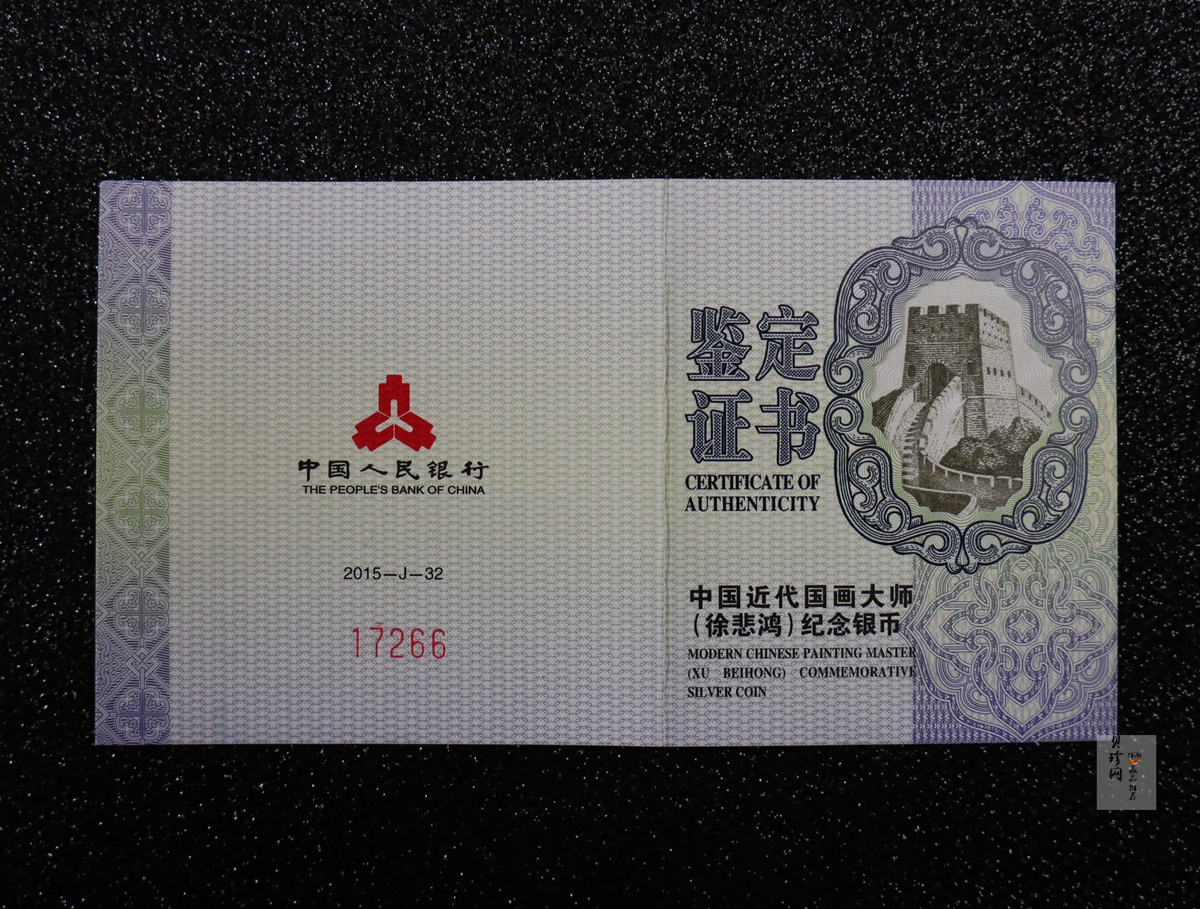 中国人民银行
THE PEOPLE'S BANK OF CHINA
2015—J—32
17266
鉴定
证书
CERTIFICATE OF
AUTHENTICITY
中国近代国画大师
（徐悲鸿）纪念银币
MODERN CHINESE PAINTING MASTER
(XU BEIHONG) COMMEMORATIVE
SILVER COIN